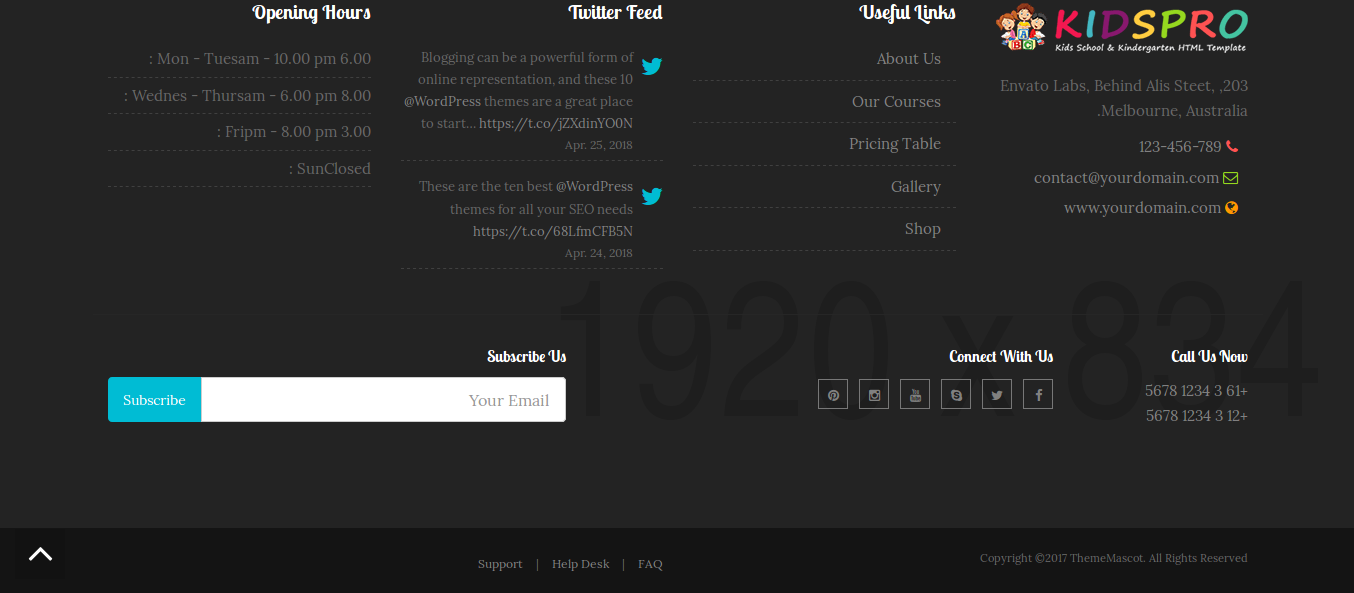 KIDSPRO
Kids School & Kindergarten HTML Template
Envato Labs, Behind Alis Steet, ,203
.Melbourne, Australia
123-456-789
contact@yourdomain.com
www.yourdomain.com
Useful Links
About Us
Our Courses
Pricing Table
Gallery
Shop
Twitter Feed
Blogging can be a powerful form of
online representation, and these 10
@WordPress themes are a great place
to start... https://t.co/jZXdinYO0N
Apr. 25, 2018
These are the ten best @WordPress
themes for all your SEO needs
https://t.co/68LfmCFB5N
Apr. 24, 2018
Opening Hours
: Mon - Tuesam - 10.00 pm 6.00
: Wednes - Thursam - 6.00 pm 8.00
: Fripm - 8.00 pm 3.00
: SunClosed
1920 x 834
Call Us Now
5678 1234 3 61+
5678 1234 3 12+
Connect With Us
Subscribe Us
Your Email
Subscribe
Copyright ©2017 ThemeMascot. All Rights Reserved
Support | Help Desk | FAQ